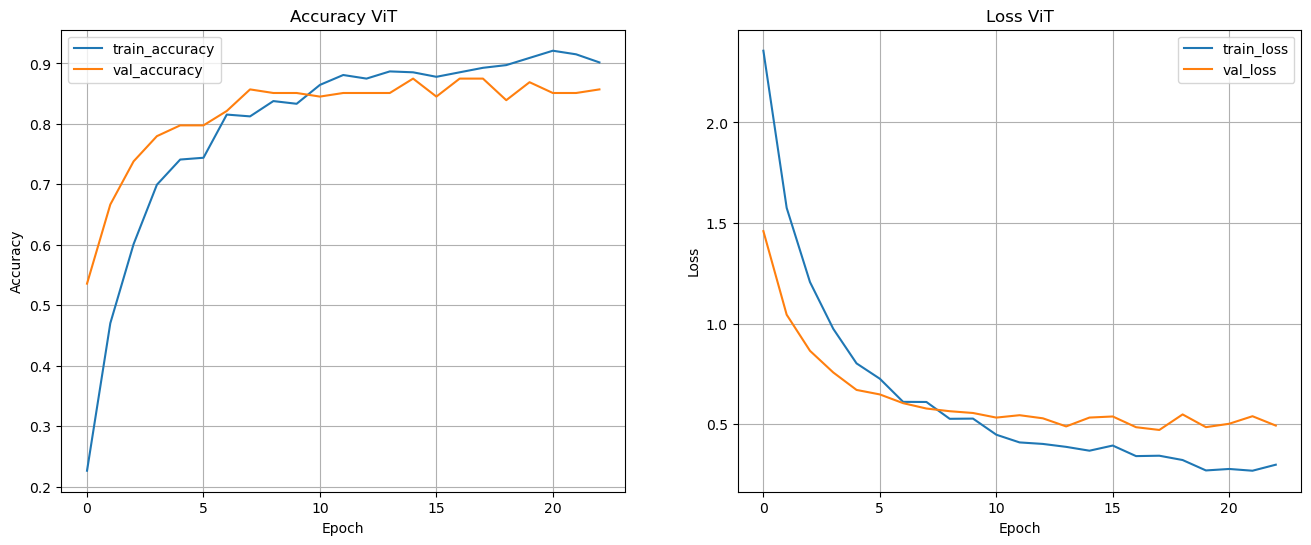 Accuracy ViT
train_accuracy
val_accuracy
0.9
0.8
0.7
0.6
0.5
0.4
0.3
0.2
Accuracy
0 5 10 15 20
Epoch
Loss ViT
train_loss
val_loss
2.0
1.5
1.0
0.5
Loss
0 5 10 15 20
Epoch